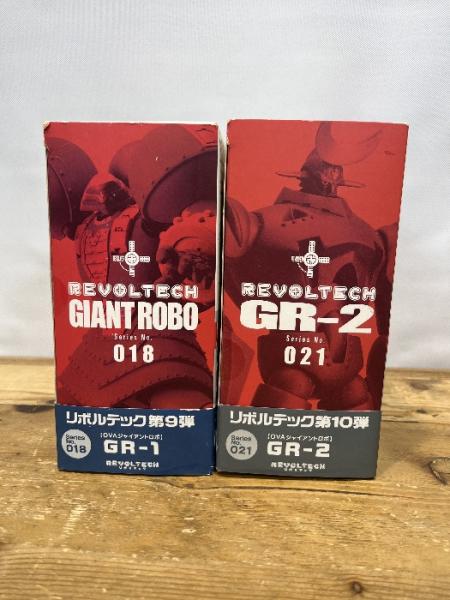 REVOLTECH
GIANT ROBO
Series No.
018
リボルテック第9弾
Series No. 018
[OVAジャイアントロボ]
GR-1
REVOLTECH
REVOLTECH
GR-2
Series No.
021
リボルテック第10弾
Series No. 021
[OVAジャイアントロボ]
GR-2
REVOLTECH